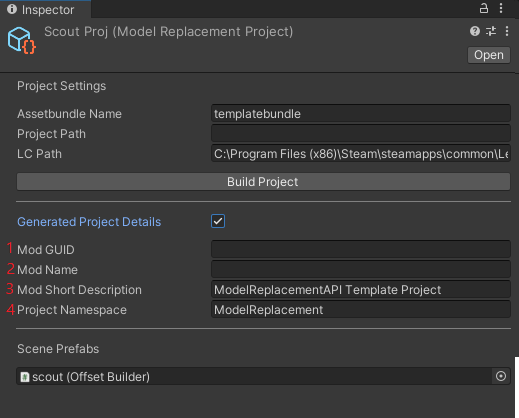 Inspector
Scout Proj (Model Replacement Project)
Open
Project Settings
Assetbundle Name templatebundle
Project Path
LC Path C:\Program Files (x86)\Steam\steamapps\common\Le
Build Project
Generated Project Details
1 Mod GUID
2 Mod Name
3 Mod Short Description ModelReplacementAPI Template Project
4 Project Namespace ModelReplacement
Scene Prefabs
scout (Offset Builder)